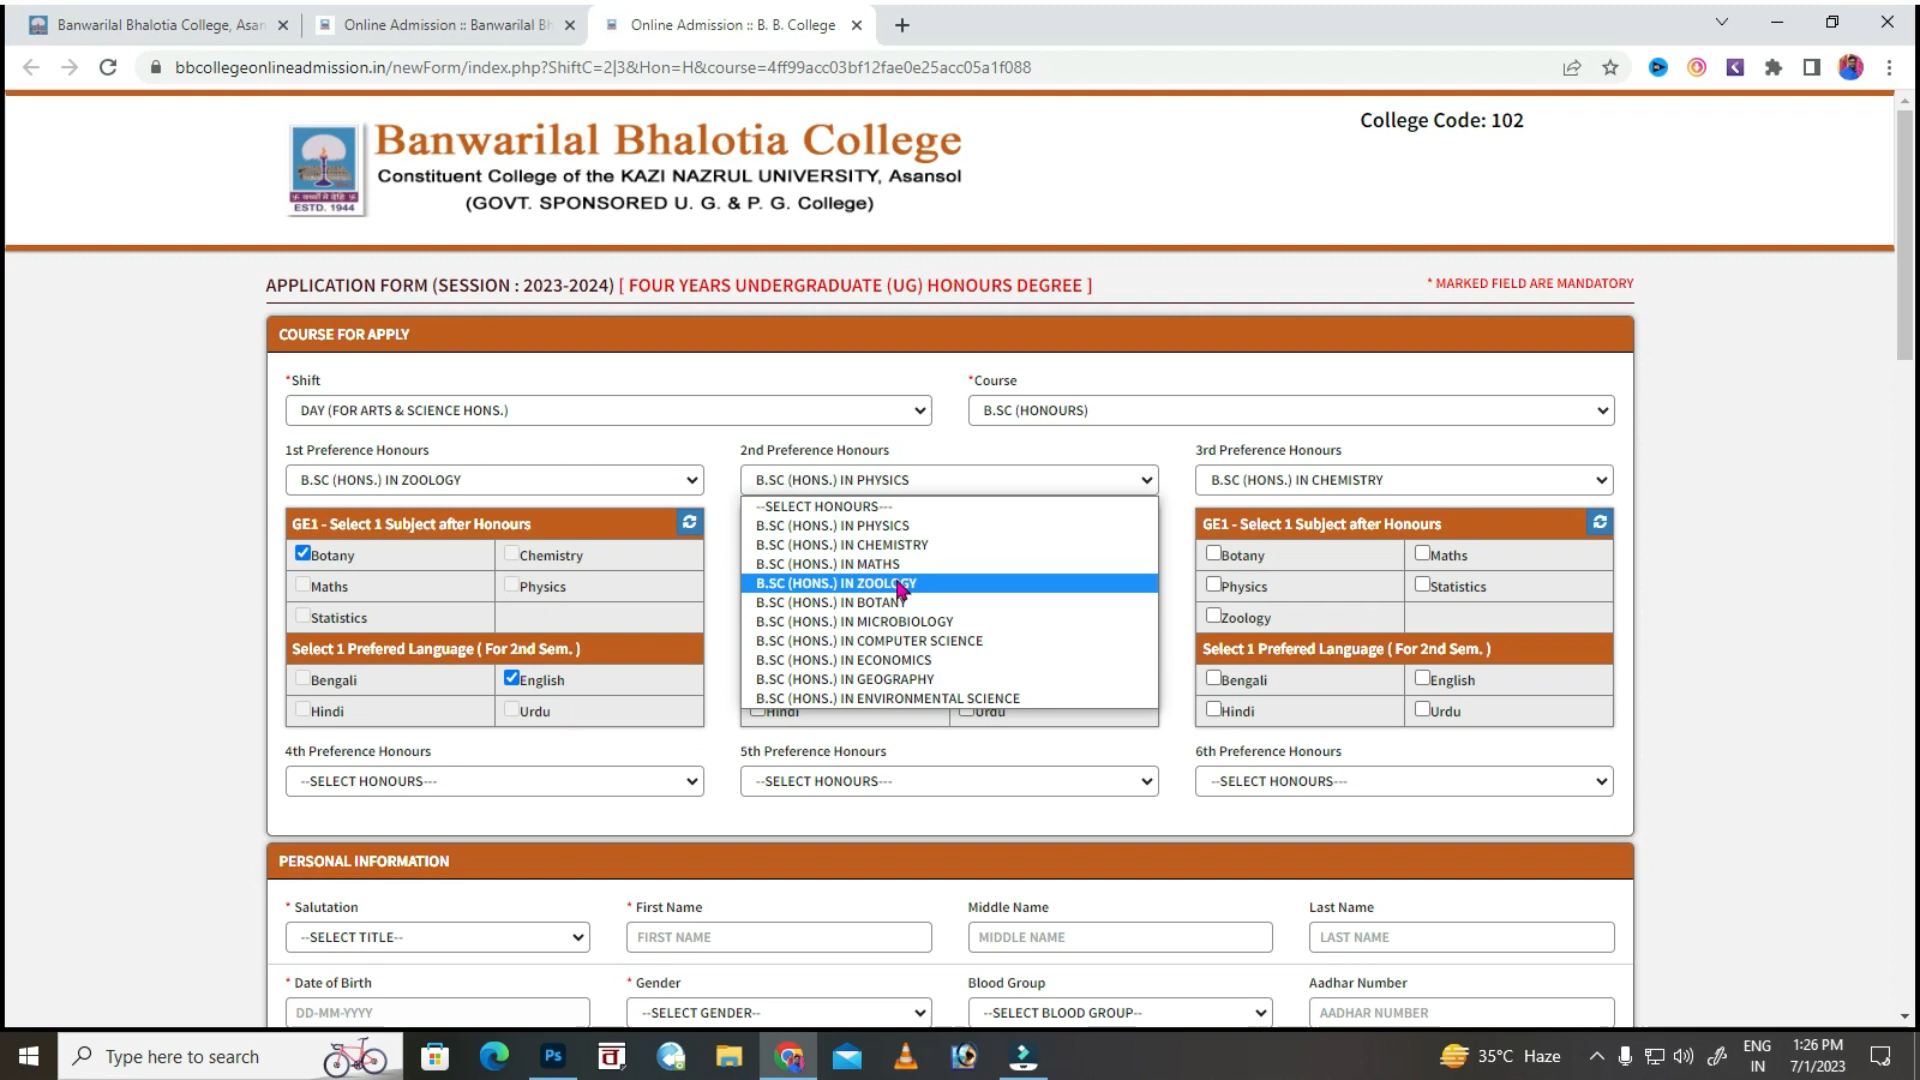 Banwarilal Bhalotia College, Asan
Online Admission :: Banwarilal Bh
Online Admission :: B. B. College
bbcollegeonlineadmission.in/newForm/index.php?ShiftC=2|3&Hon=H&course=4ff99acc03bf12fae0e25acc05a1f088
College Code: 102
Banwarilal Bhalotia College
Constituent College of the KAZI NAZRUL UNIVERSITY, Asansol
(GOVT. SPONSORED U. G. & P. G. College)
ESTD. 1944
APPLICATION FORM (SESSION : 2023-2024) [ FOUR YEARS UNDERGRADUATE (UG) HONOURS DEGREE ]
* MARKED FIELD ARE MANDATORY
COURSE FOR APPLY
*Shift
*Course
DAY (FOR ARTS & SCIENCE HONS.)
B.SC (HONOURS)
1st Preference Honours
2nd Preference Honours
3rd Preference Honours
B.SC (HONS.) IN ZOOLOGY
B.SC (HONS.) IN PHYSICS
B.SC (HONS.) IN CHEMISTRY
--SELECT HONOURS---
B.SC (HONS.) IN PHYSICS
B.SC (HONS.) IN CHEMISTRY
B.SC (HONS.) IN MATHS
B.SC (HONS.) IN ZOOLOGY
B.SC (HONS.) IN BOTANY
B.SC (HONS.) IN MICROBIOLOGY
B.SC (HONS.) IN COMPUTER SCIENCE
B.SC (HONS.) IN ECONOMICS
B.SC (HONS.) IN GEOGRAPHY
B.SC (HONS.) IN ENVIRONMENTAL SCIENCE
GE1 - Select 1 Subject after Honours
Botany
Chemistry
Maths
Physics
Statistics
Select 1 Prefered Language ( For 2nd Sem. )
Bengali
English
Hindi
Urdu
Hindi
Urdu
GE1 - Select 1 Subject after Honours
Botany
Maths
Physics
Statistics
Zoology
Select 1 Prefered Language ( For 2nd Sem. )
Bengali
English
Hindi
Urdu
4th Preference Honours
5th Preference Honours
6th Preference Honours
--SELECT HONOURS---
--SELECT HONOURS---
--SELECT HONOURS---
PERSONAL INFORMATION
* Salutation
* First Name
Middle Name
Last Name
--SELECT TITLE--
FIRST NAME
MIDDLE NAME
LAST NAME
* Date of Birth
* Gender
Blood Group
Aadhar Number
DD-MM-YYYY
--SELECT GENDER--
--SELECT BLOOD GROUP--
AADHAR NUMBER
Type here to search
Ps
35°C Haze
ENG
IN
1:26 PM
7/1/2023